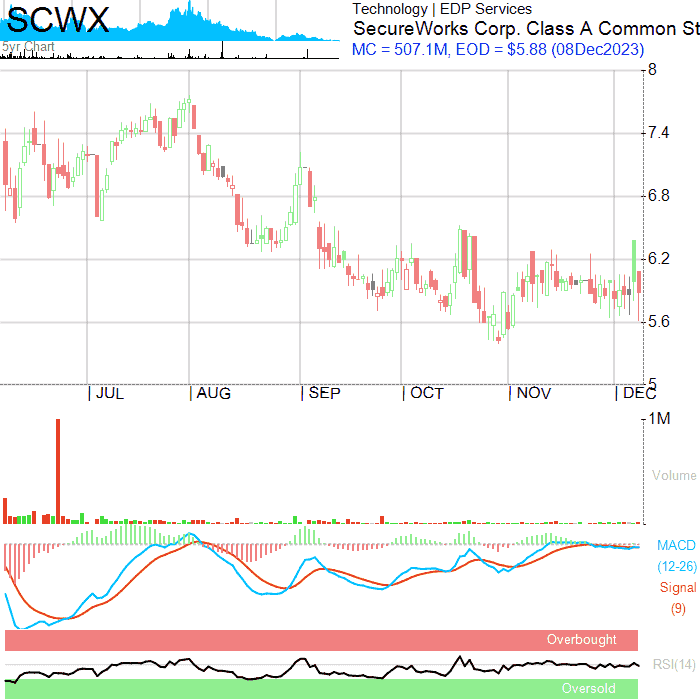 SCWX
5yr Chart
Technology | EDP Services
SecureWorks Corp. Class A Common St
MC = 507.1M, EOD = $5.88 (08Dec2023)
8
7.4
6.8
6.2
5.6
5
JUL
AUG
SEP
OCT
NOV
DEC
1M
Volume
MACD
(12-26)
Signal
(9)
Overbought
RSI(14)
Oversold